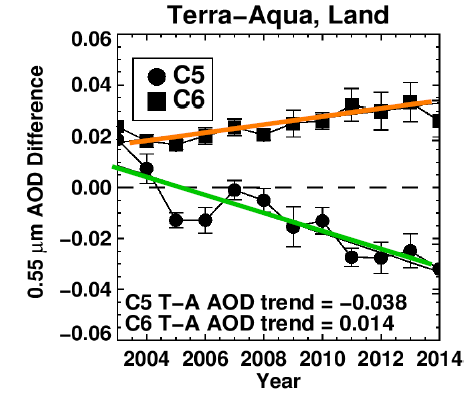 Terra-Aqua, Land
0.06
0.04
0.02
0.00
-0.02
-0.04
-0.06
0.55 μm AOD Difference
C5
C6
C5 T-A AOD trend = -0.038
C6 T-A AOD trend = 0.014
2004 2006 2008 2010 2012 2014
Year